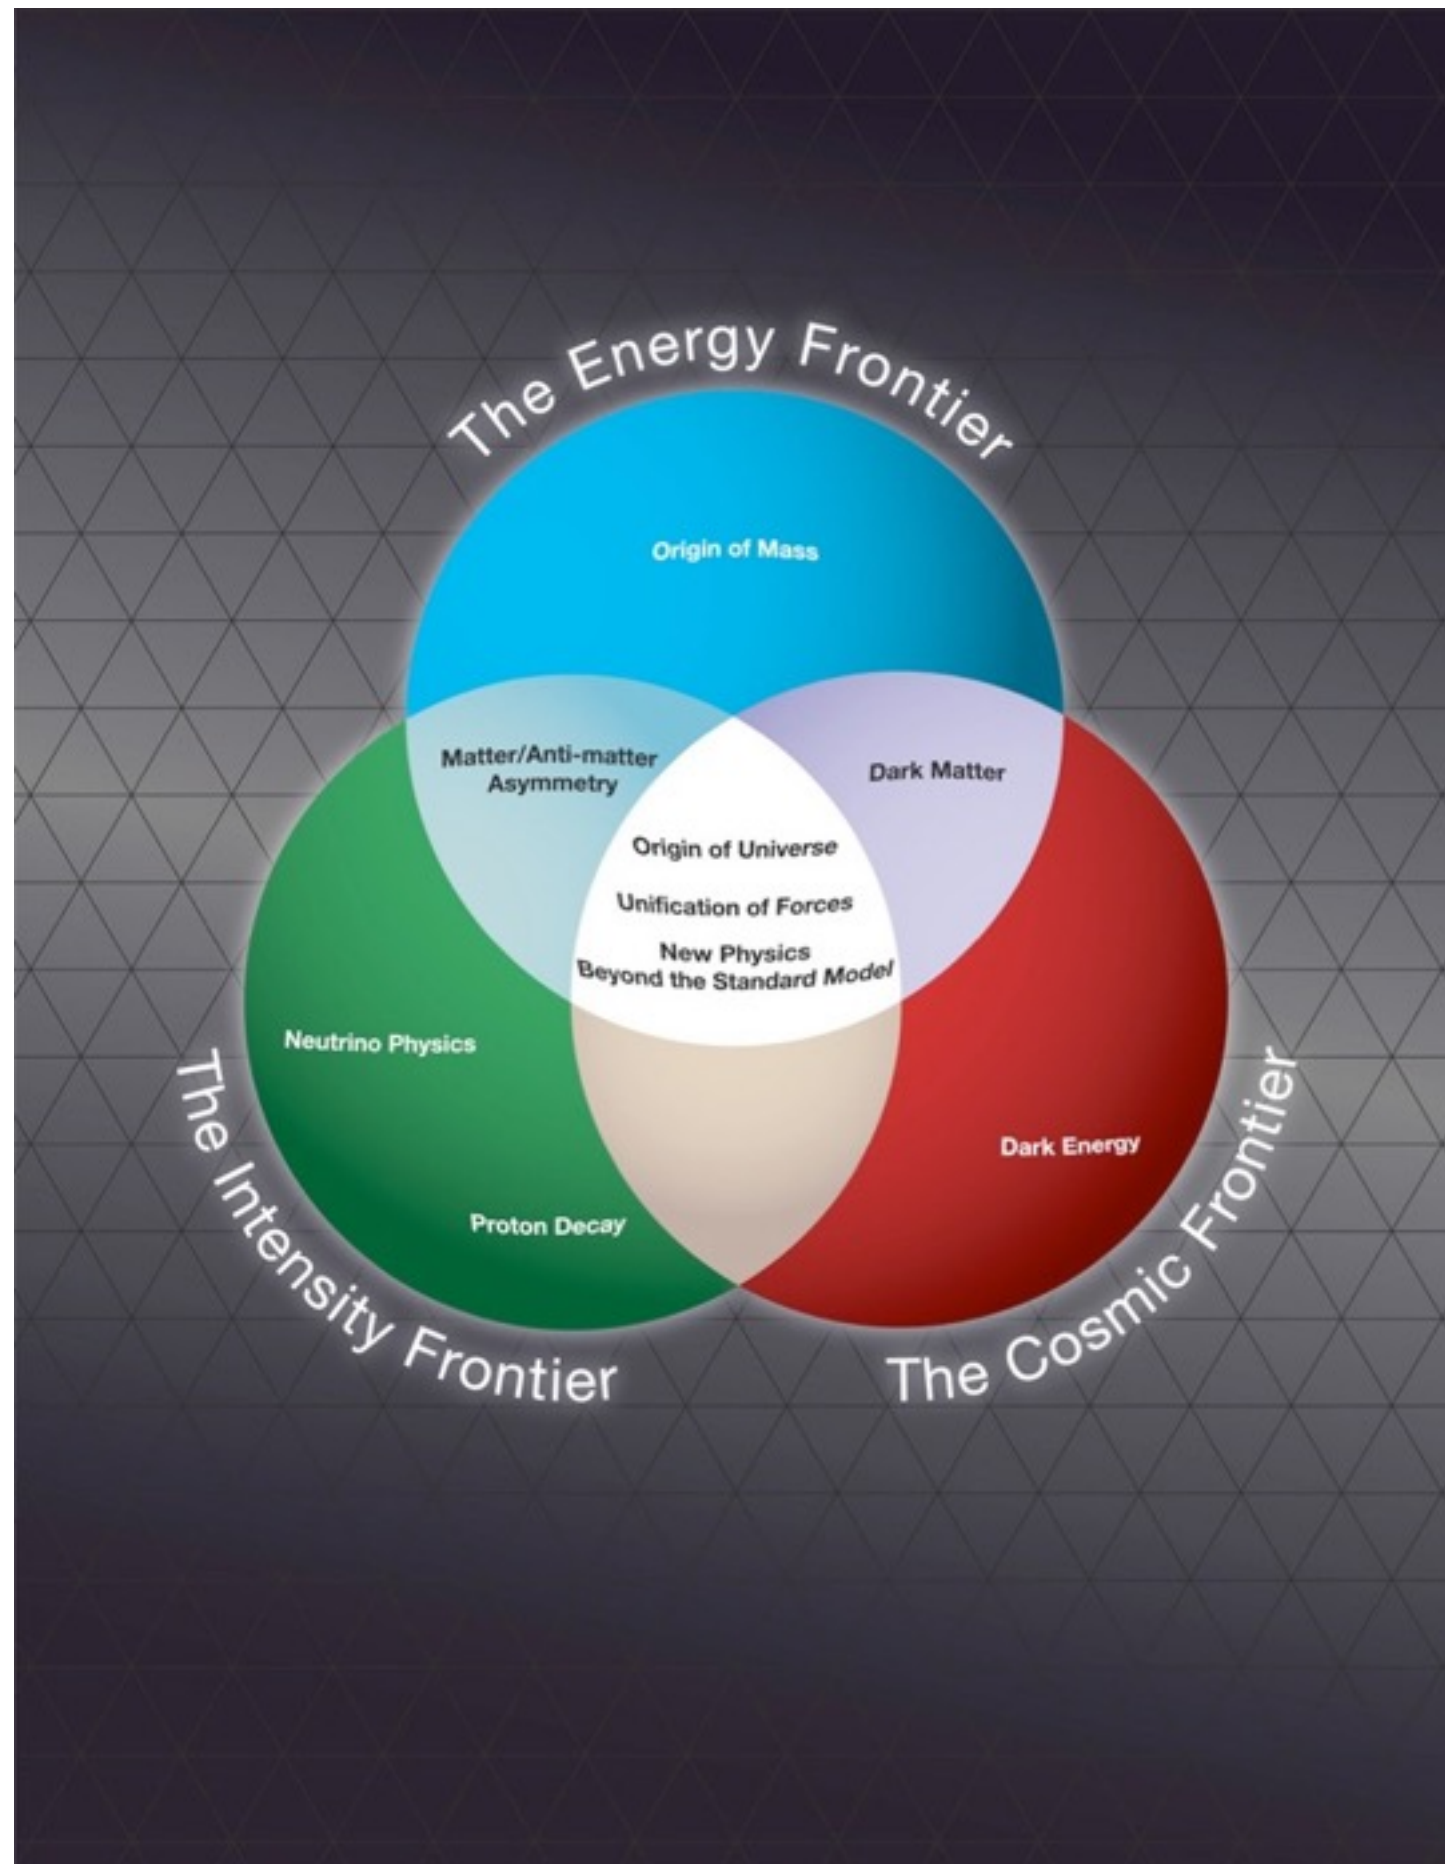 The Energy Frontier
Origin of Mass
Matter/Anti-matter
Asymmetry
Dark Matter
Origin of Universe
Unification of Forces
New Physics
Beyond the Standard Model
Neutrino Physics
Dark Energy
Proton Decay
The Intensity Frontier
The Cosmic Frontier